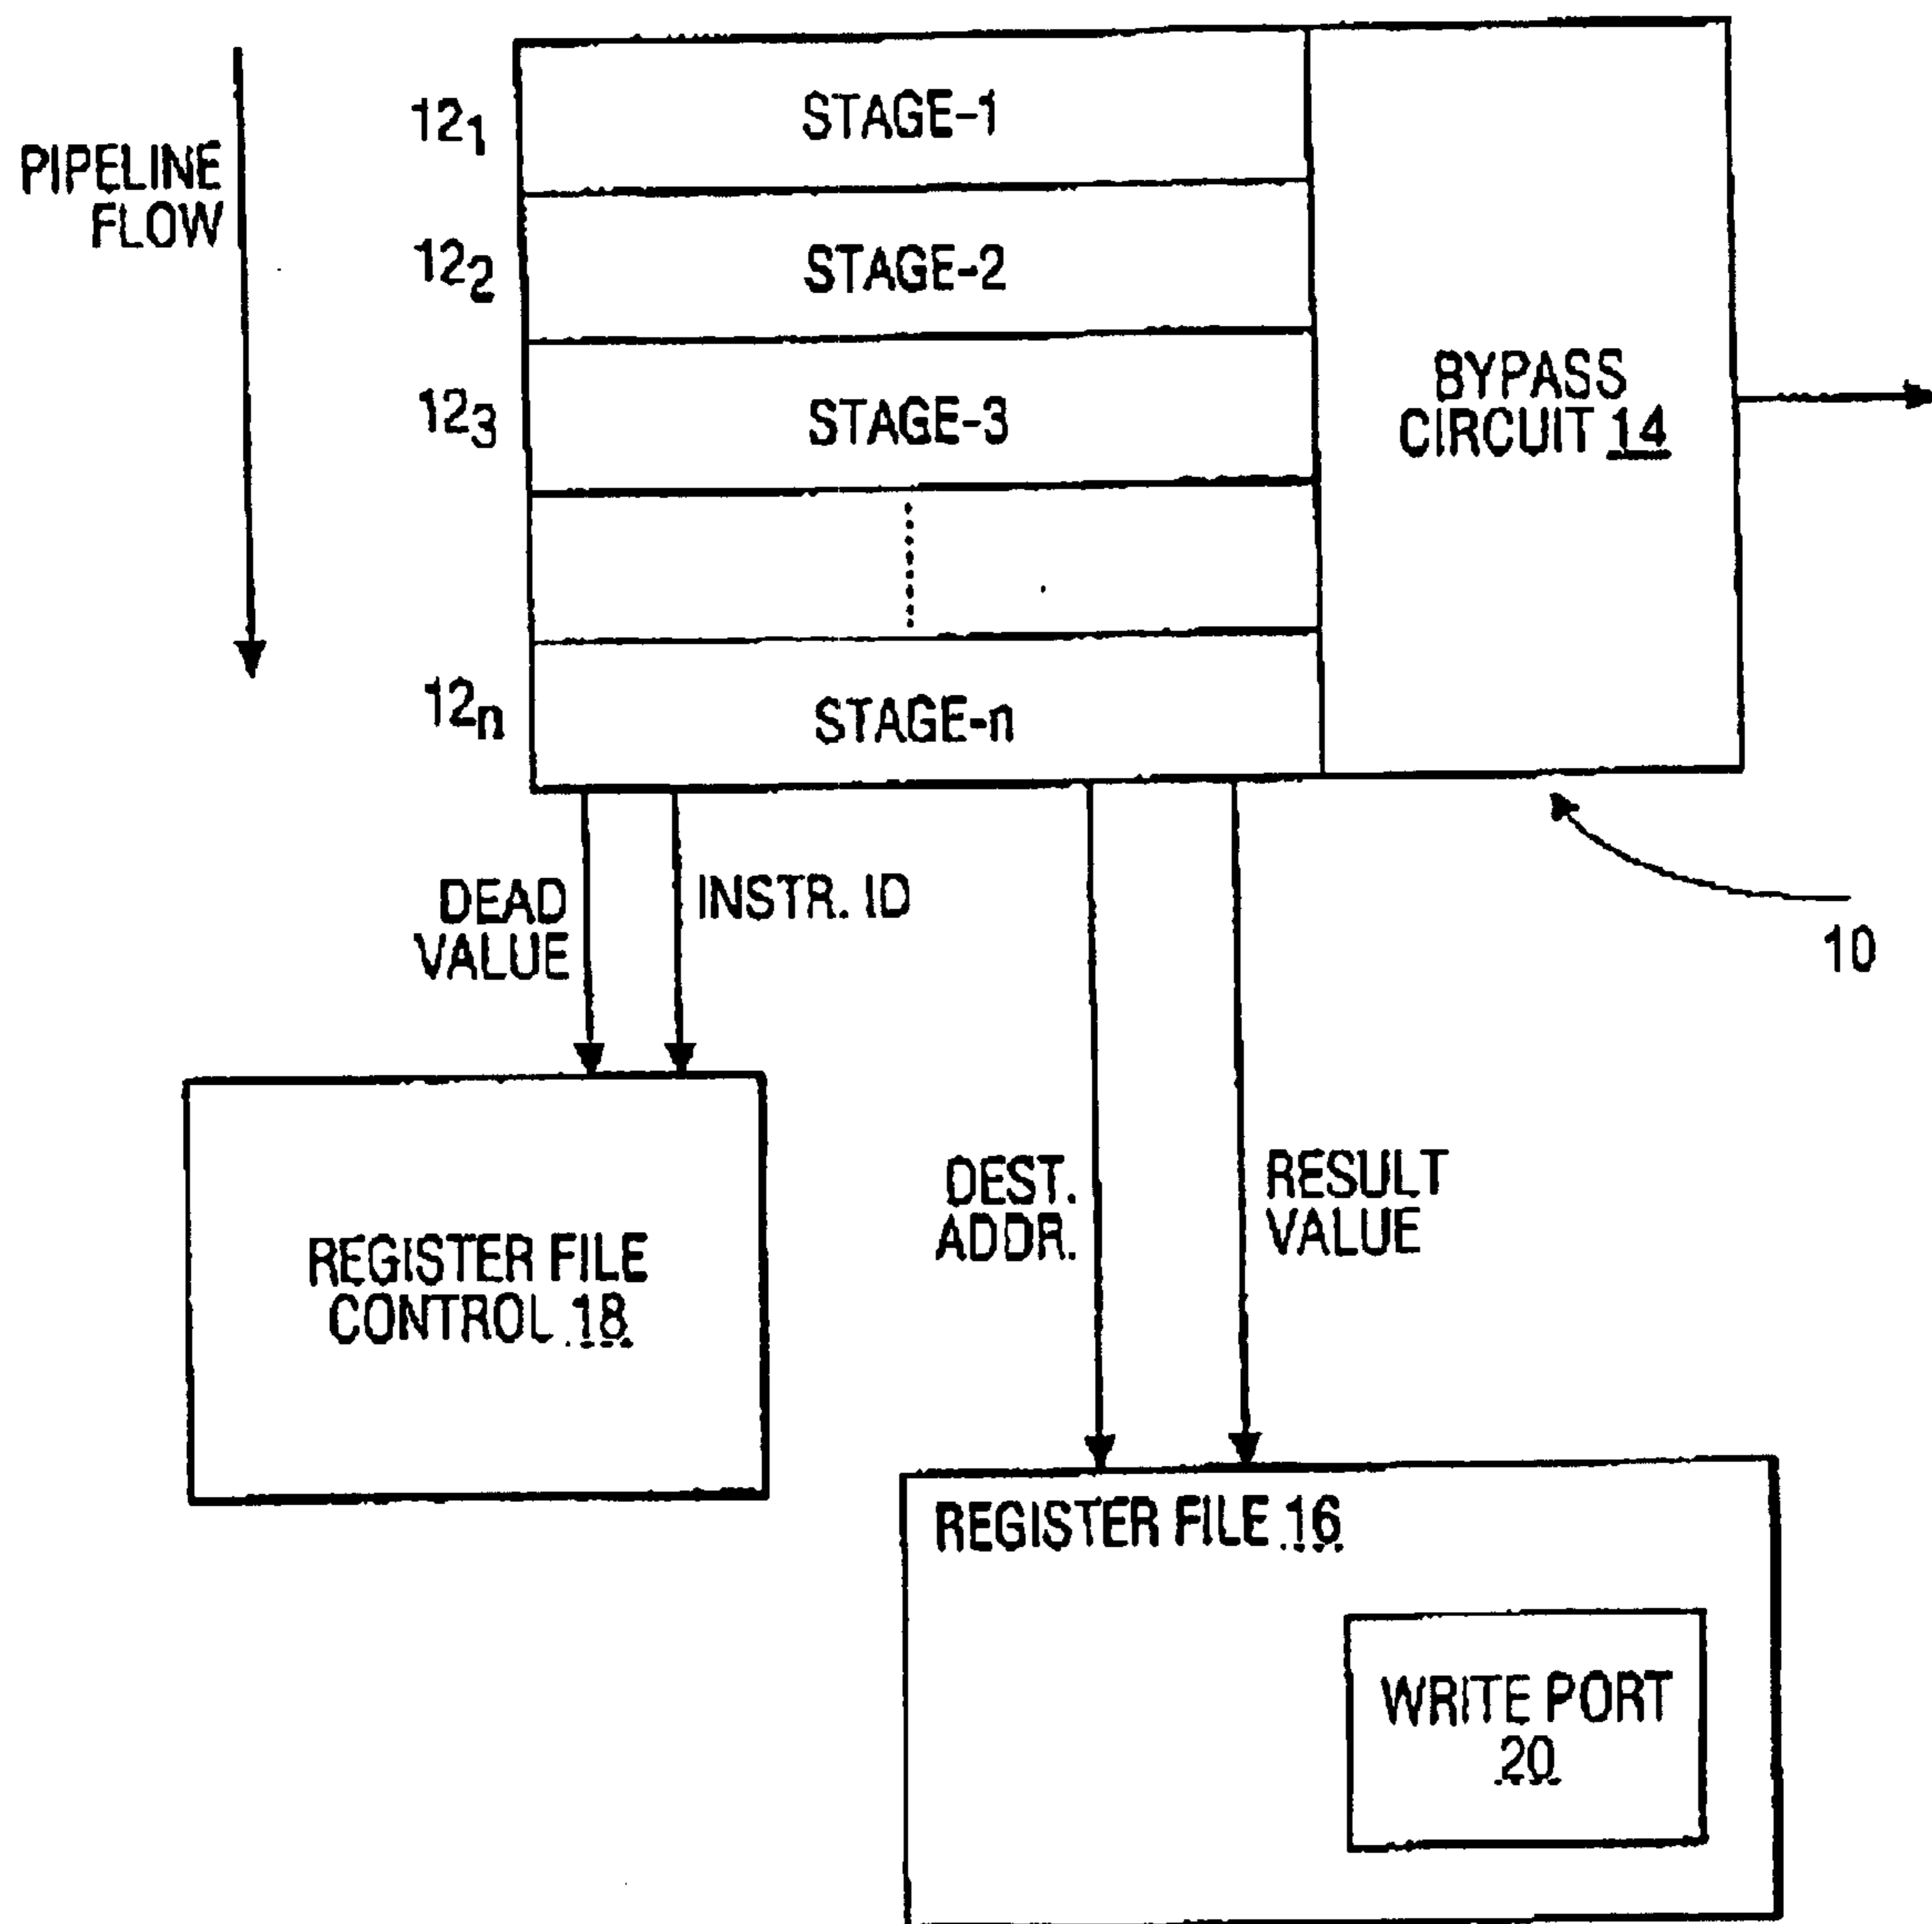 PIPELINE
FLOW
12₁
STAGE-1
12₂
STAGE-2
12₃
STAGE-3
12ₙ
STAGE-n
BYPASS
CIRCUIT 14
10
DEAD
VALUE
INSTR. ID
DEST.
ADDR.
RESULT
VALUE
REGISTER FILE
CONTROL 18
REGISTER FILE 16
WRITE PORT
20